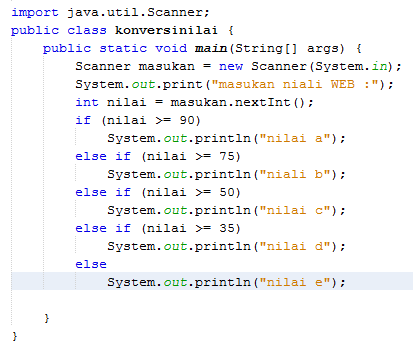 import java.util.Scanner;
public class konversinilai {
    public static void main(String[] args) {
        Scanner masukan = new Scanner(System.in);
        System.out.print("masukan niali WEB :");
        int nilai = masukan.nextInt();
        if (nilai >= 90)
            System.out.println("nilai a");
        else if (nilai >= 75)
            System.out.println("niali b");
        else if (nilai >= 50)
            System.out.println("nilai c");
        else if (nilai >= 35)
            System.out.println("nilai d");
        else
            System.out.println("nilai e");
    }
}